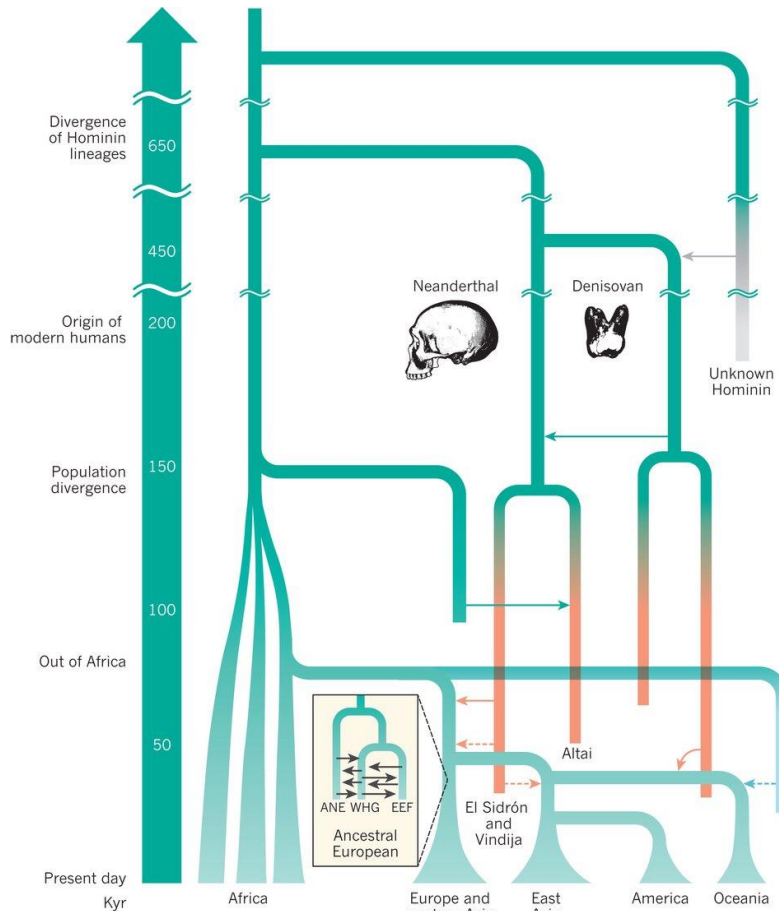 Divergence
of Hominin
lineages
650
450
Neanderthal
Denisovan
Origin of
modern humans
200
Unknown
Hominin
Population
divergence
150
100
Out of Africa
50
Altai
ANE WHG EEF
Ancestral
European
El Sidrón
and
Vindija
Present day
Kyr
Africa
Europe and
East
America
Oceania